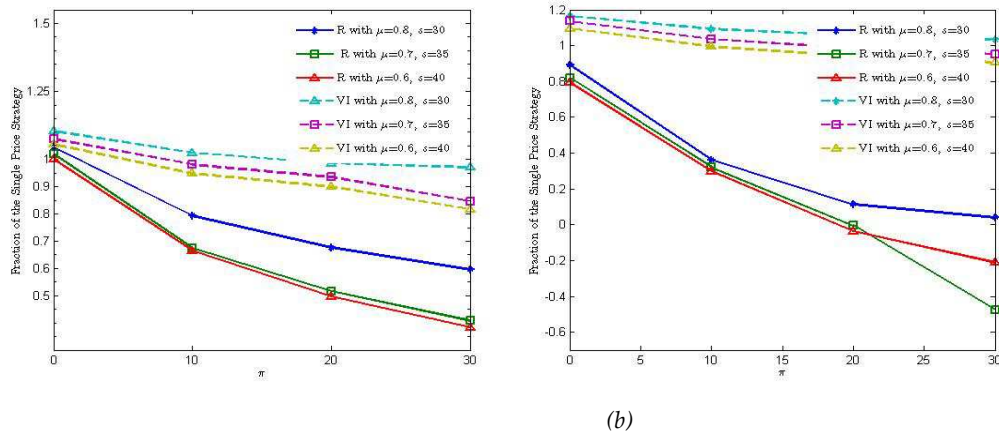 1.5
1.25
1
0.9
0.8
0.7
0.6
0.5
Fraction of the Single Price Strategy
R with μ=0.8, s=30
R with μ=0.7, s=35
R with μ=0.6, s=40
VI with μ=0.8, s=30
VI with μ=0.7, s=35
VI with μ=0.6, s=40
0 10 20 30
π
1.2
1
0.8
0.6
0.4
0.2
0
-0.2
-0.4
-0.6
Fraction of the Single Price Strategy
R with μ=0.8, s=30
R with μ=0.7, s=35
R with μ=0.6, s=40
VI with μ=0.8, s=30
VI with μ=0.7, s=35
VI with μ=0.6, s=40
0 5 10 15 20 25 30
π
(b)